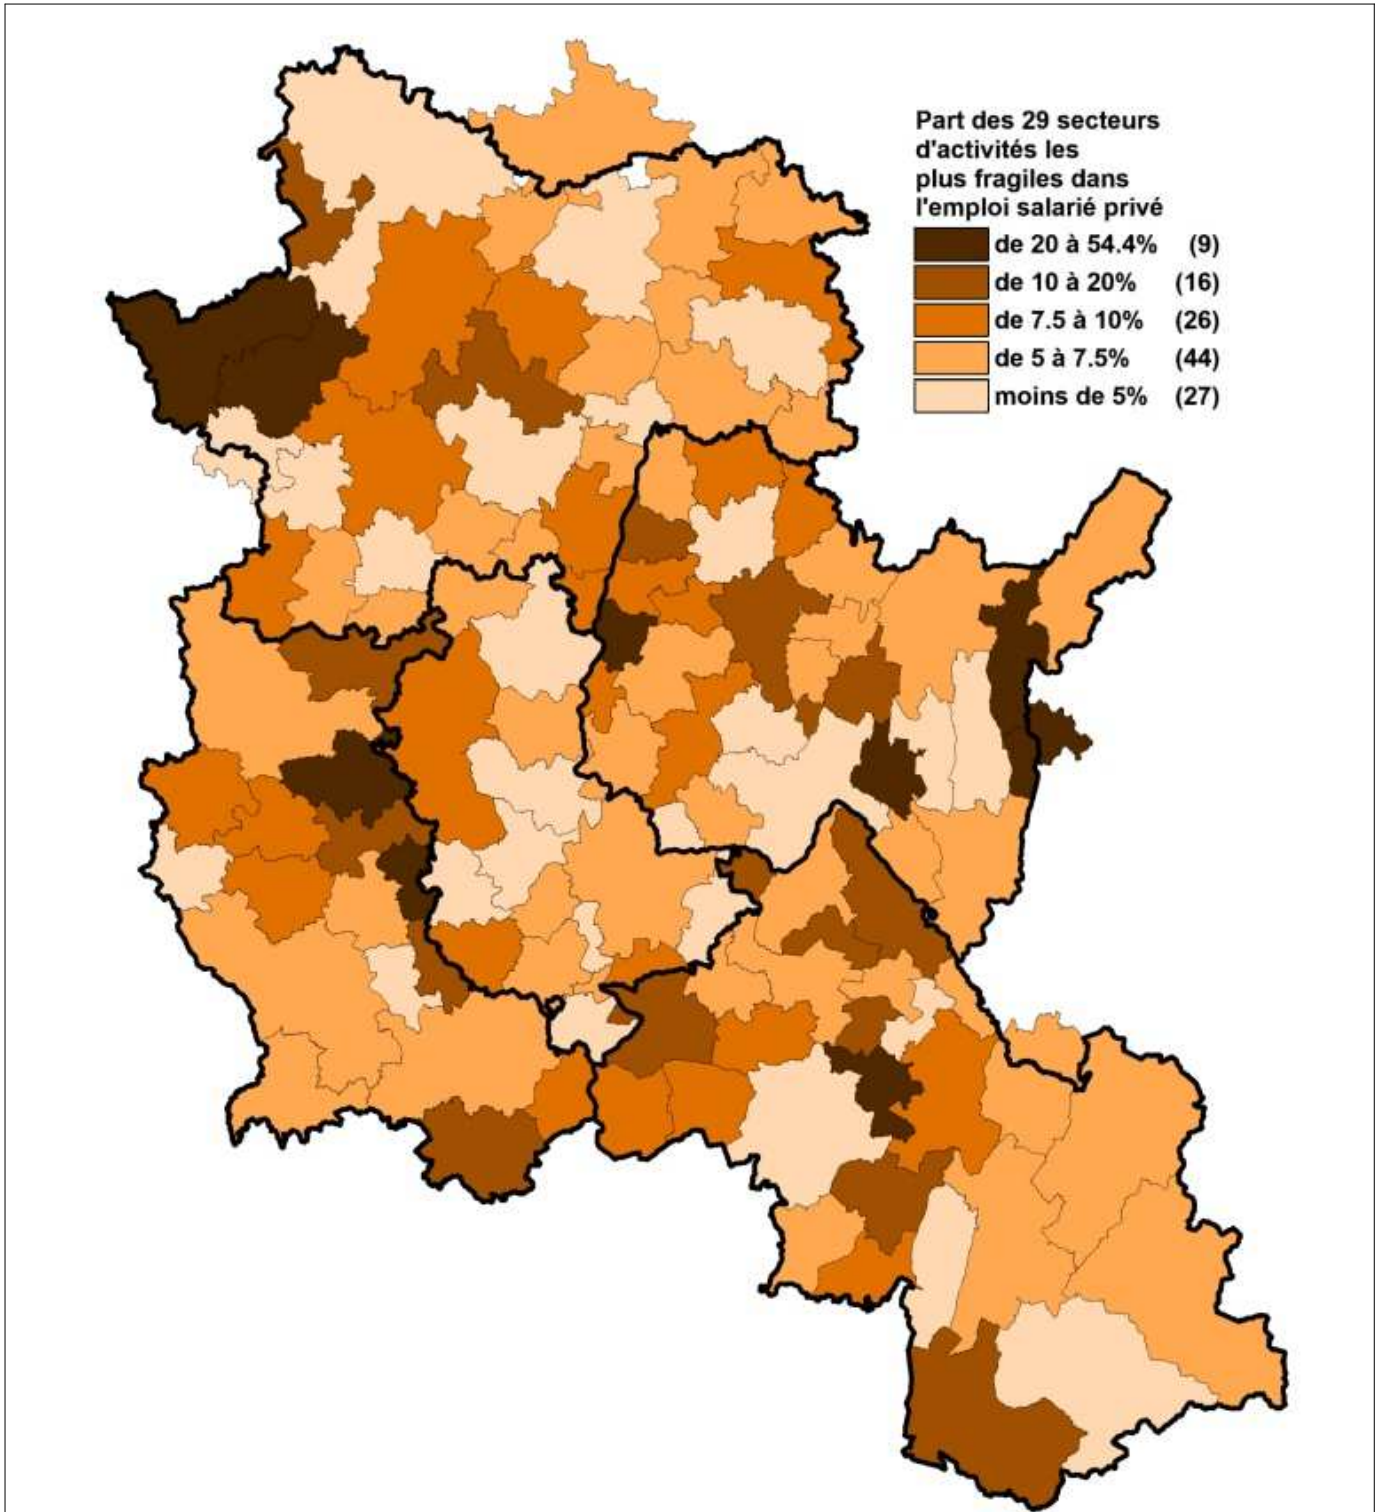 Part des 29 secteurs
d'activités les
plus fragiles dans
l'emploi salarié privé
de 20 à 54.4% (9)
de 10 à 20% (16)
de 7.5 à 10% (26)
de 5 à 7.5% (44)
moins de 5% (27)